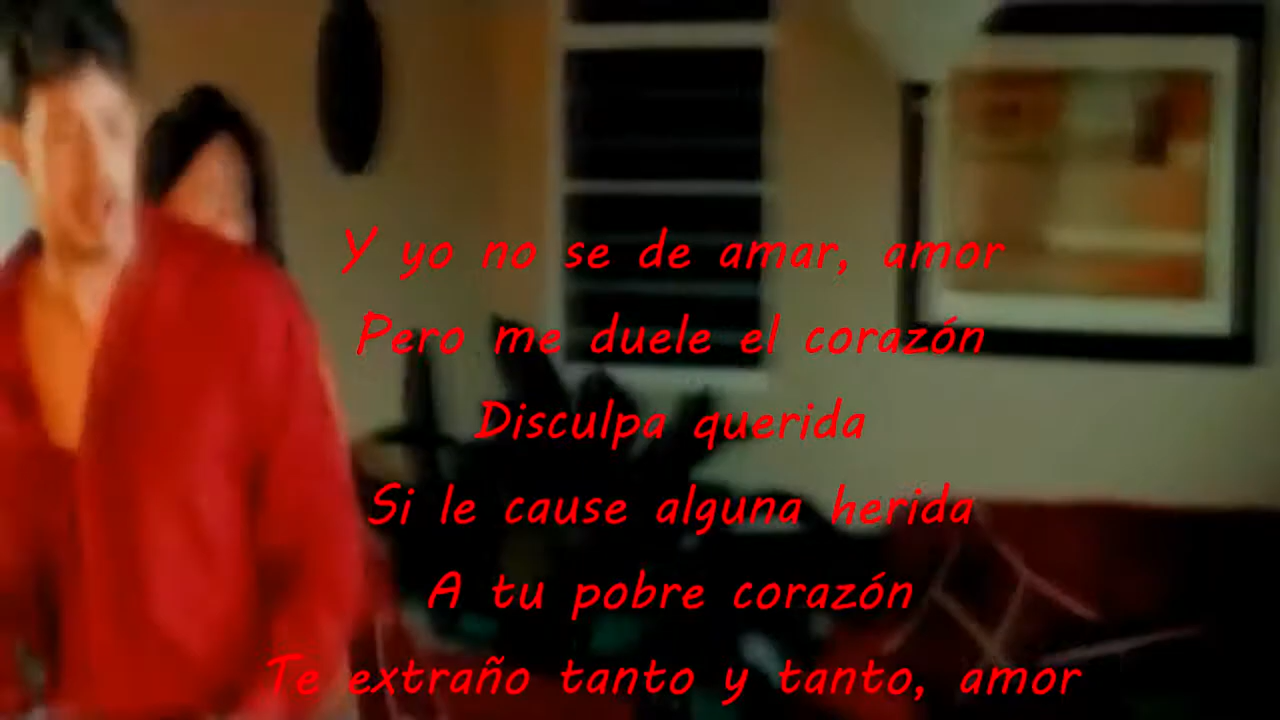 Y yo no se de amar, amor
Pero me duele el corazón
Disculpa querida
Si le cause alguna herida
A tu pobre corazón
Te extraño tanto y tanto, amor